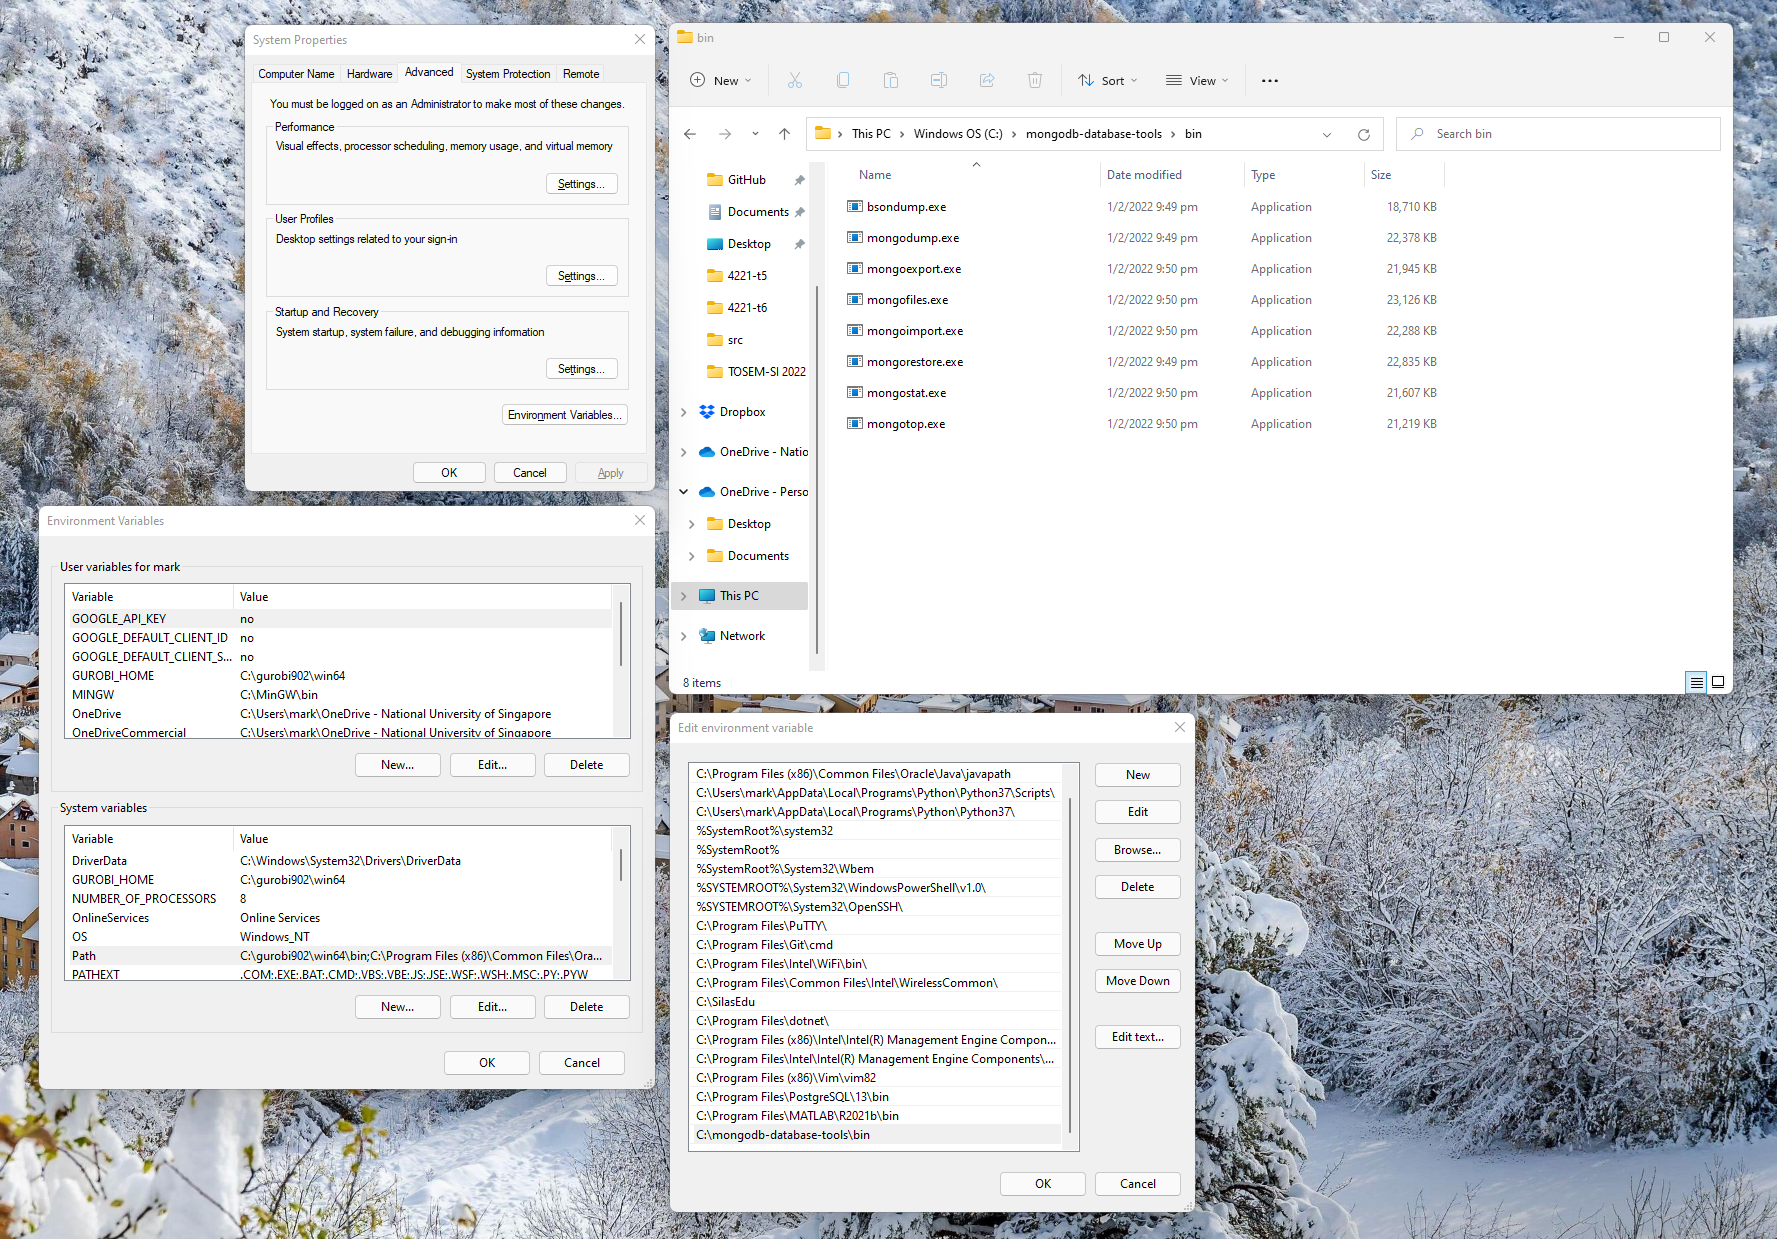 System Properties
Computer Name Hardware Advanced System Protection Remote
You must be logged on as an Administrator to make most of these changes.
Performance
Visual effects, processor scheduling, memory usage, and virtual memory
Settings...
User Profiles
Desktop settings related to your sign-in
Settings...
Startup and Recovery
System startup, system failure, and debugging information
Settings...
Environment Variables...
OK Cancel Apply
bin
New Sort View
This PC Windows OS (C:) mongodb-database-tools bin
Search bin
GitHub
Documents
Desktop
4221-t5
4221-t6
src
TOSEM-SI 2022
Dropbox
OneDrive - Natio
OneDrive - Perso
Desktop
Documents
This PC
Network
Name Date modified Type Size
bsondump.exe 1/2/2022 9:49 pm Application 18,710 KB
mongodump.exe 1/2/2022 9:49 pm Application 22,378 KB
mongoexport.exe 1/2/2022 9:50 pm Application 21,945 KB
mongofiles.exe 1/2/2022 9:50 pm Application 23,126 KB
mongoimport.exe 1/2/2022 9:50 pm Application 22,288 KB
mongorestore.exe 1/2/2022 9:49 pm Application 22,835 KB
mongostat.exe 1/2/2022 9:50 pm Application 21,607 KB
mongotop.exe 1/2/2022 9:50 pm Application 21,219 KB
8 items
Environment Variables
User variables for mark
Variable Value
GOOGLE_API_KEY no
GOOGLE_DEFAULT_CLIENT_ID no
GOOGLE_DEFAULT_CLIENT_S... no
GUROBI_HOME C:\gurobi902\win64
MINGW C:\MinGW\bin
OneDrive C:\Users\mark\OneDrive - National University of Singapore
OneDriveCommercial C:\Users\mark\OneDrive - National University of Singapore
New... Edit... Delete
System variables
Variable Value
DriverData C:\Windows\System32\Drivers\DriverData
GUROBI_HOME C:\gurobi902\win64
NUMBER_OF_PROCESSORS 8
OnlineServices Online Services
OS Windows_NT
Path C:\gurobi902\win64\bin;C:\Program Files (x86)\Common Files\Ora...
PATHEXT .COM;.EXE;.BAT;.CMD;.VBS;.VBE;.JS;.JSE;.WSF;.WSH;.MSC;.PY;.PYW
New... Edit... Delete
OK Cancel
Edit environment variable
C:\Program Files (x86)\Common Files\Oracle\Java\javapath
C:\Users\mark\AppData\Local\Programs\Python\Python37\Scripts\
C:\Users\mark\AppData\Local\Programs\Python\Python37\
%SystemRoot%\system32
%SystemRoot%
%SystemRoot%\System32\Wbem
%SYSTEMROOT%\System32\WindowsPowerShell\v1.0\
%SYSTEMROOT%\System32\OpenSSH\
C:\Program Files\PuTTY\
C:\Program Files\Git\cmd
C:\Program Files\Intel\WiFi\bin\
C:\Program Files\Common Files\Intel\WirelessCommon\
C:\SilasEdu
C:\Program Files\dotnet\
C:\Program Files (x86)\Intel\Intel(R) Management Engine Compon...
C:\Program Files\Intel\Intel(R) Management Engine Components\...
C:\Program Files (x86)\Vim\vim82
C:\Program Files\PostgreSQL\13\bin
C:\Program Files\MATLAB\R2021b\bin
C:\mongodb-database-tools\bin
New
Edit
Browse...
Delete
Move Up
Move Down
Edit text...
OK Cancel